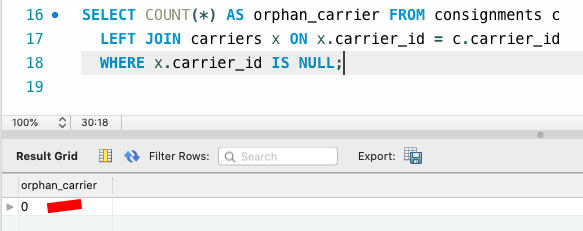 16 SELECT COUNT(*) AS orphan_carrier FROM consignments c
17 LEFT JOIN carriers x ON x.carrier_id = c.carrier_id
18 WHERE x.carrier_id IS NULL;
19
100% 30:18
Result Grid Filter Rows: Search Export:
orphan_carrier
0